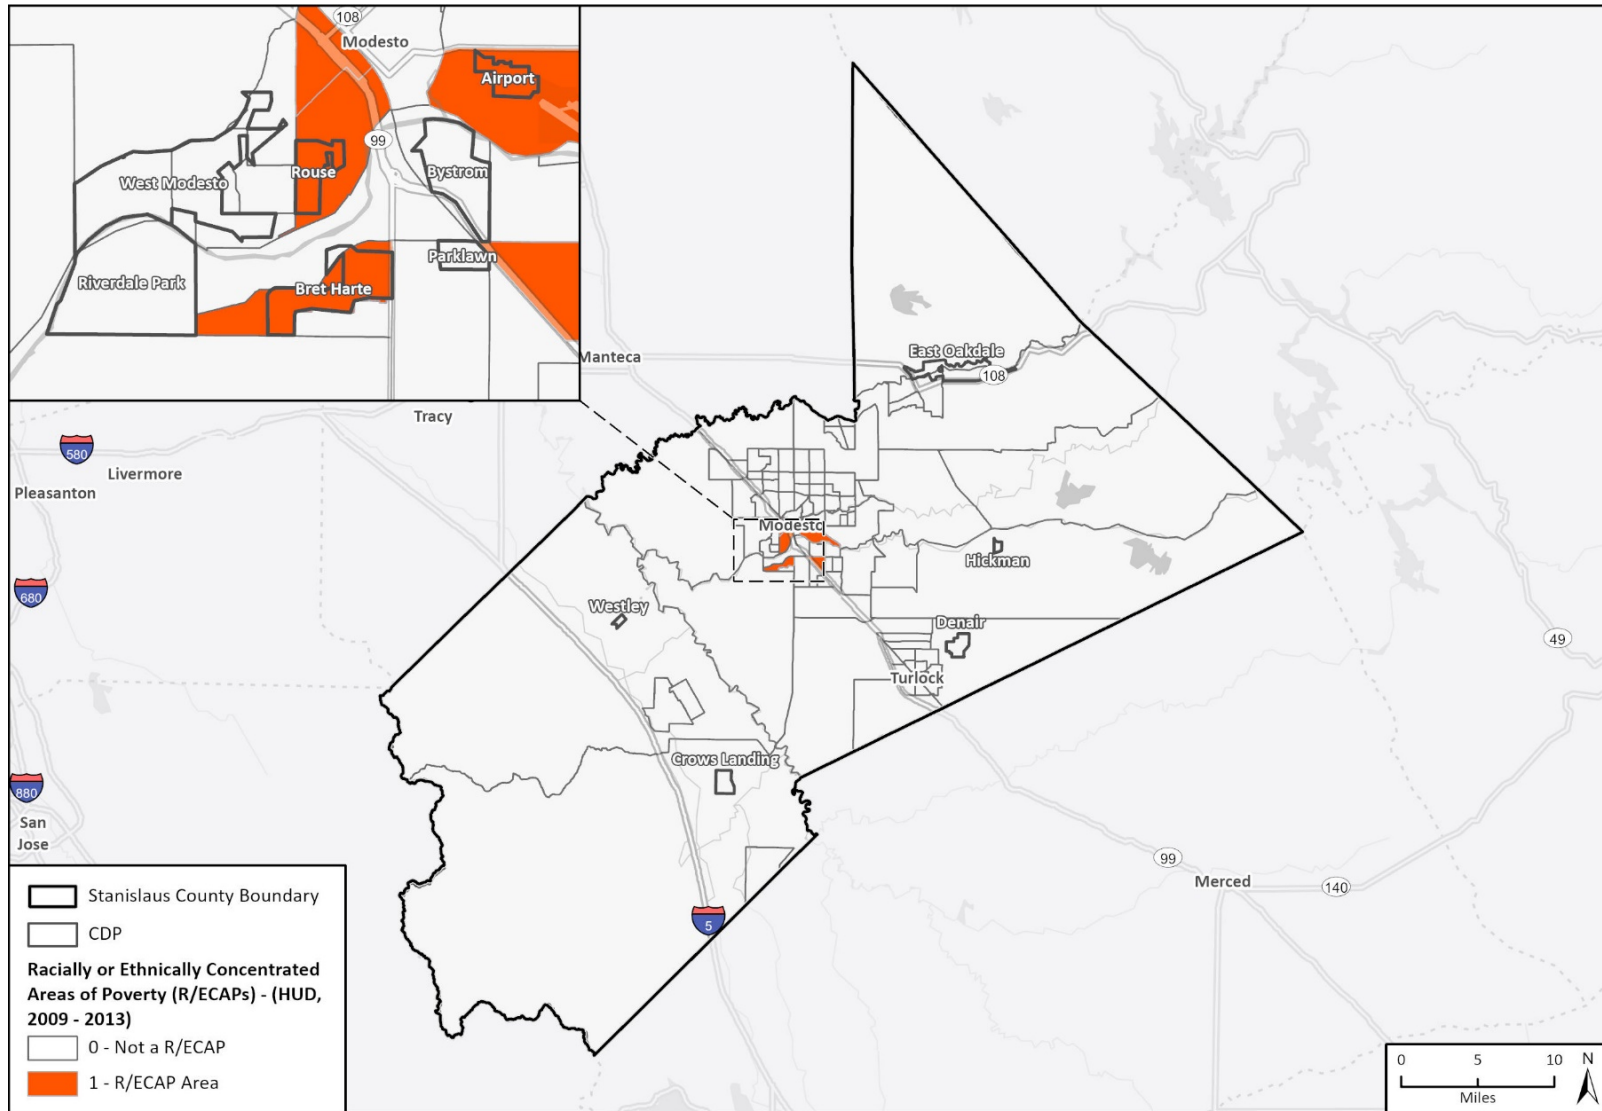 108
Modesto
Airport
99
West Modesto
Rouse
Bystrom
Parklawn
Riverdale Park
Bret Harte
Manteca
East Oakdale
108
Tracy
580
Livermore
Pleasanton
Modesto
Hickman
680
Westley
Denair
49
Turlock
Crows Landing
880
San
Jose
99
Merced
140
5
Stanislaus County Boundary
CDP
Racially or Ethnically Concentrated
Areas of Poverty (R/ECAPs) - (HUD,
2009 - 2013)
0 - Not a R/ECAP
1 - R/ECAP Area
0 5 10 N
Miles